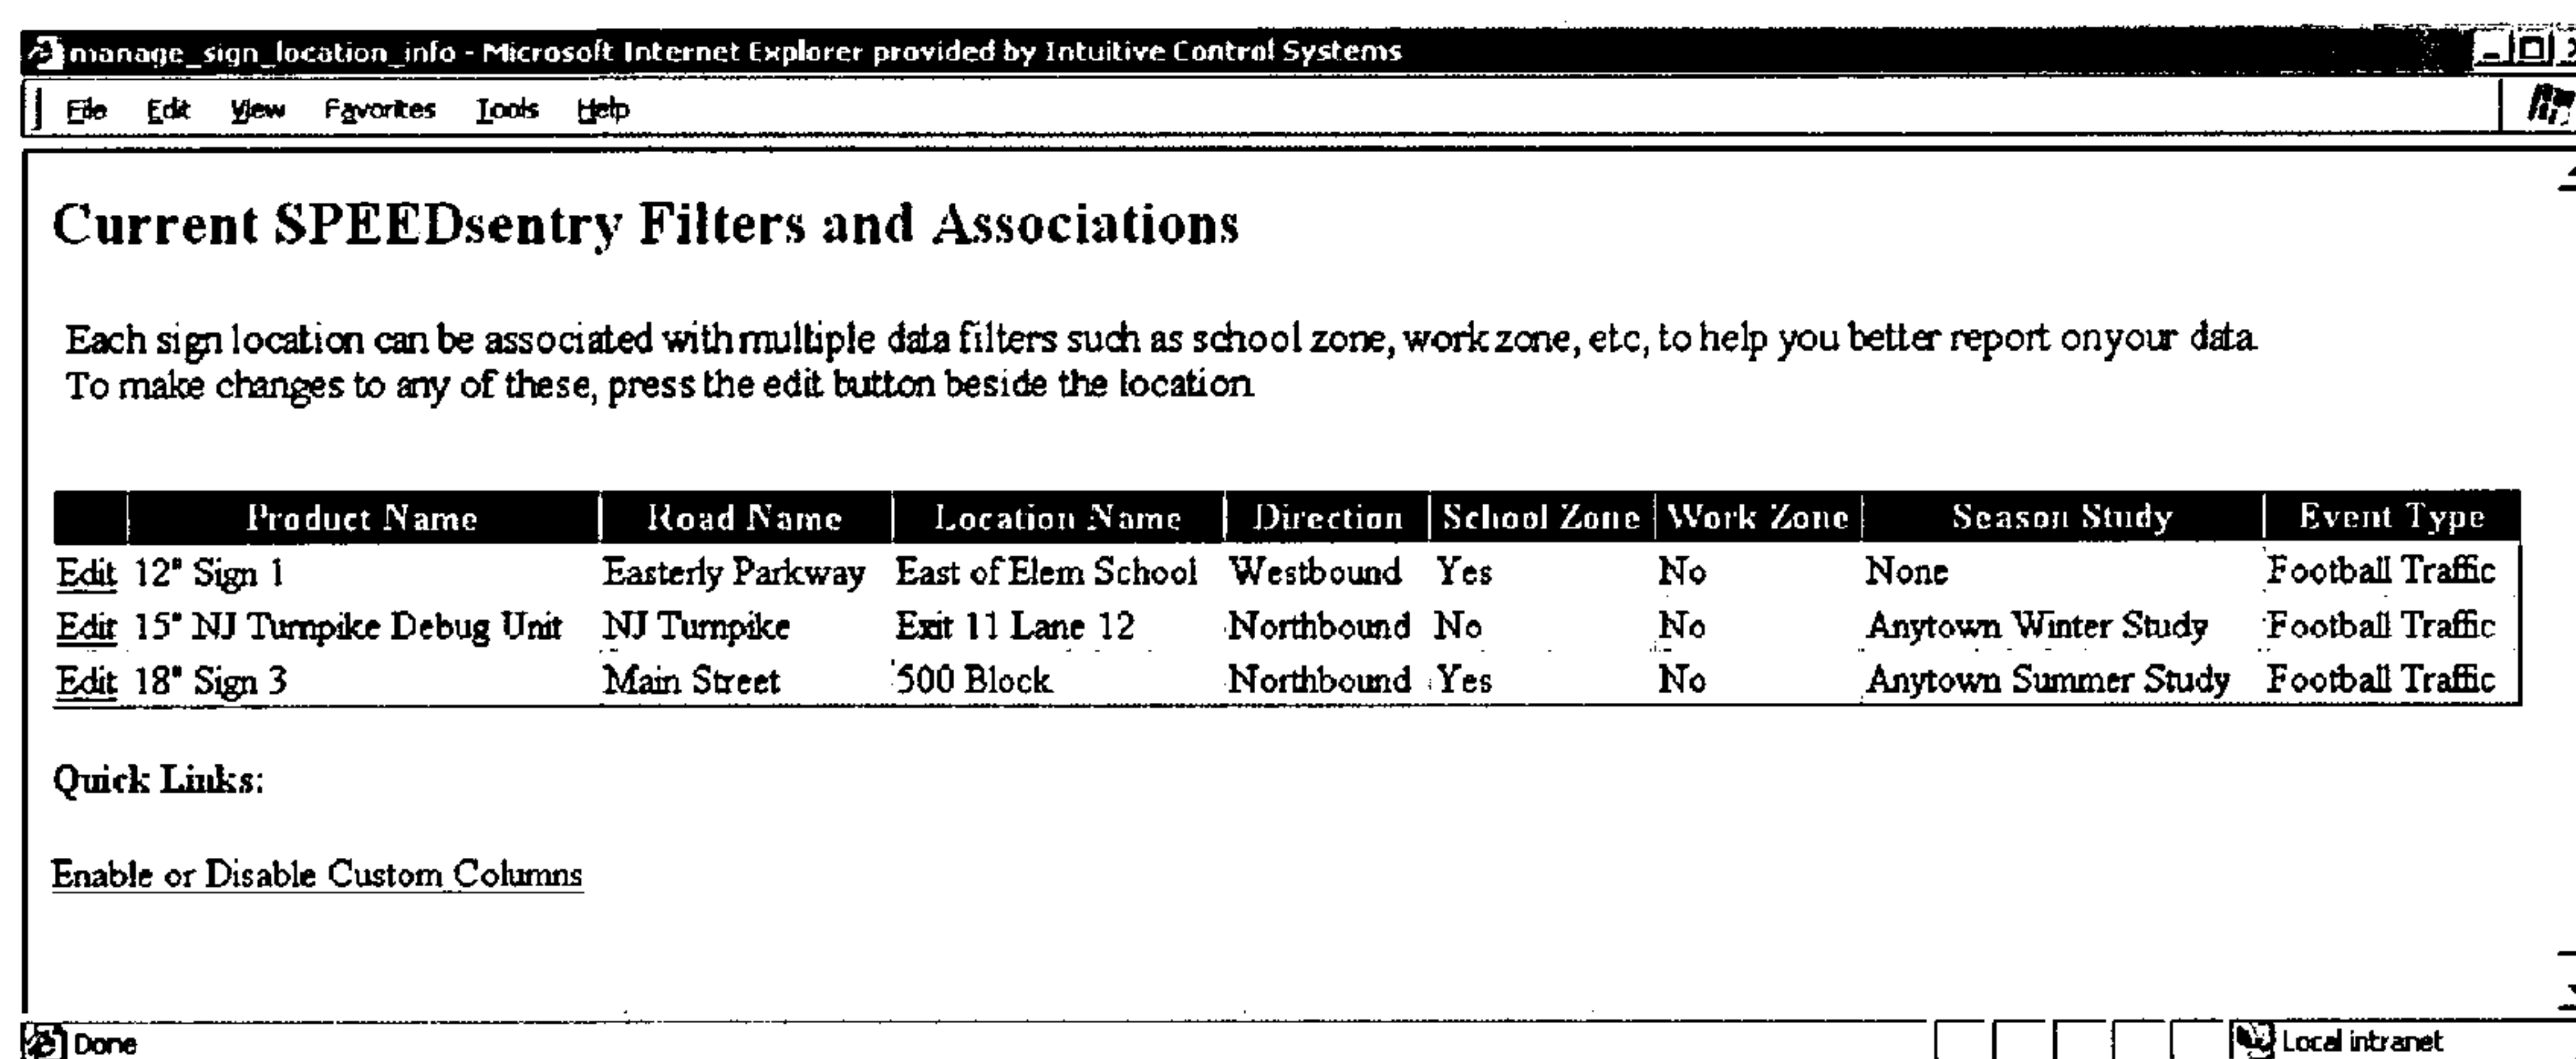 manage_sign_location_info - Microsoft Internet Explorer provided by Intuitive Control Systems
File Edit View Favorites Tools Help
Current SPEEDsentry Filters and Associations
Each sign location can be associated with multiple data filters such as school zone, work zone, etc, to help you better report on your data
To make changes to any of these, press the edit button beside the location
Product Name Road Name Location Name Direction School Zone Work Zone Season Study Event Type
Edit 12" Sign 1 Easterly Parkway East of Elem School Westbound Yes No None Football Traffic
Edit 15" NJ Turnpike Debug Unit NJ Turnpike Exit 11 Lane 12 Northbound No No Anytown Winter Study Football Traffic
Edit 18" Sign 3 Main Street 500 Block Northbound Yes No Anytown Summer Study Football Traffic
Quick Links:
Enable or Disable Custom Columns
Done Local intranet